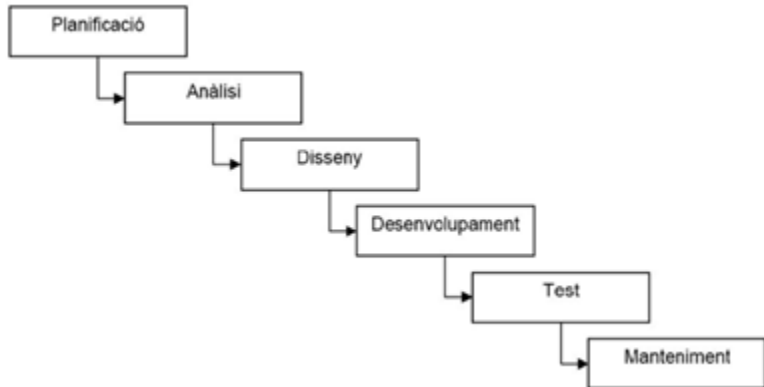 Planificació
Anàlisi
Disseny
Desenvolupament
Test
Manteniment